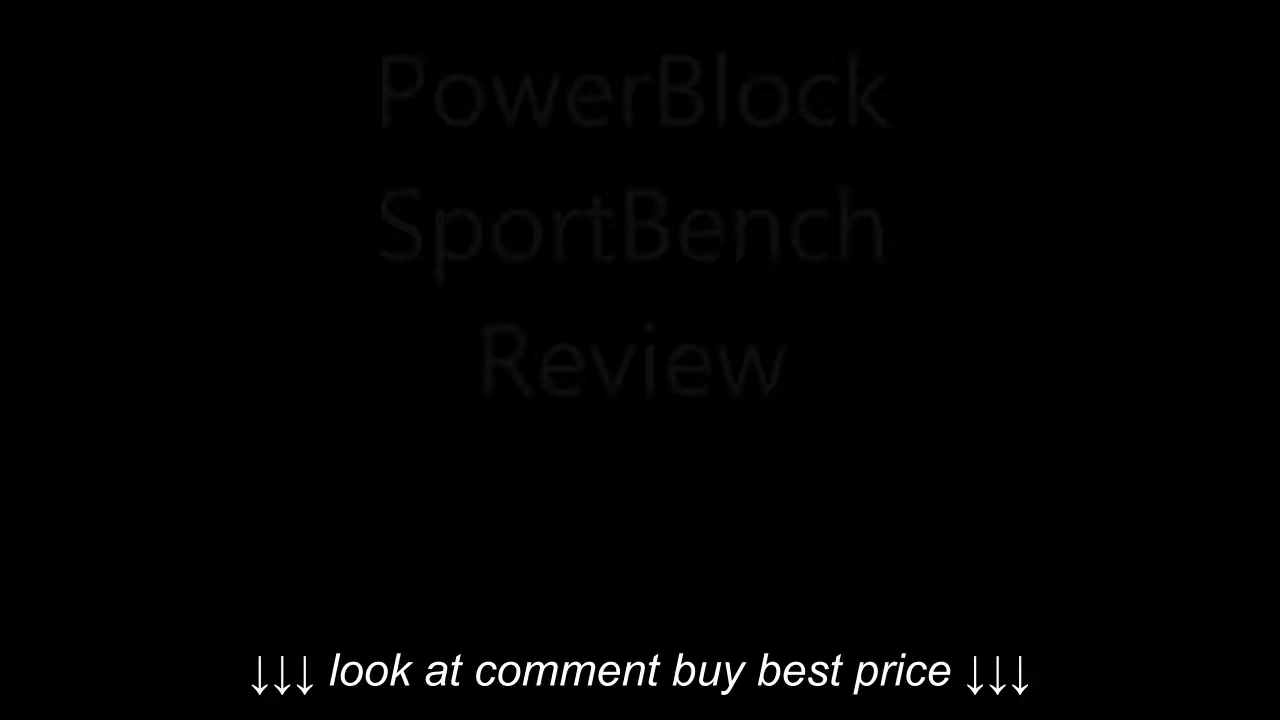 PowerBlock
SportBench
Review
↓↓↓ look at comment buy best price ↓↓↓